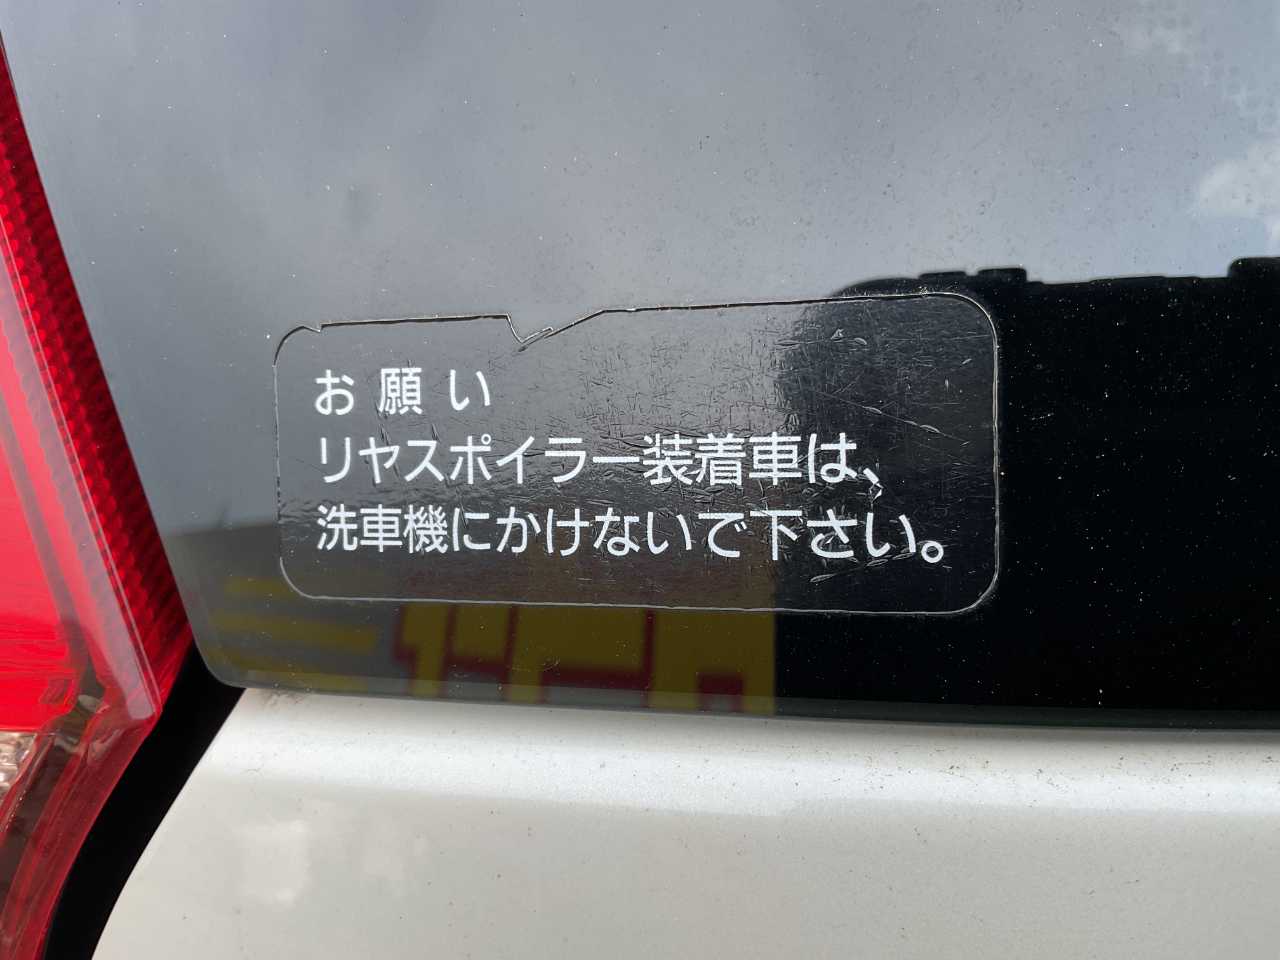 お願い
リヤスポイラー装着車は、
洗車機にかけないで下さい。